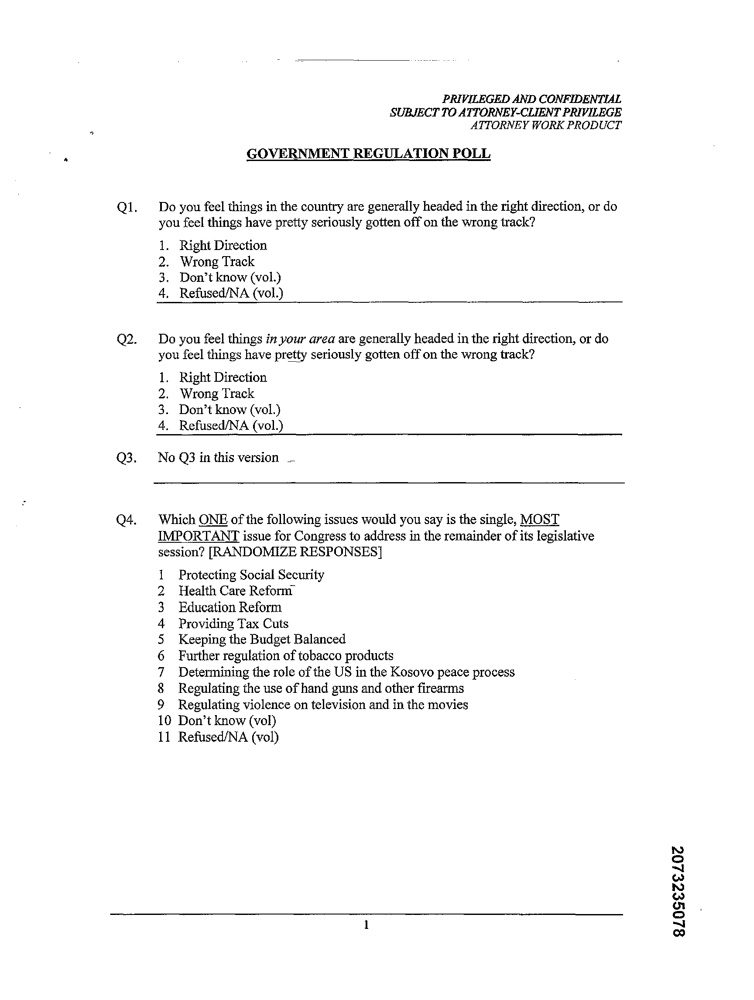 PRIVILEGED AND CONFIDENTIAL
SUBJECT TO ATTORNEY-CLIENT PRIVILEGE
ATTORNEY WORK PRODUCT
GOVERNMENT REGULATION POLL
Q1. Do you feel things in the country are generally headed in the right direction, or do
you feel things have pretty seriously gotten off on the wrong track?
1. Right Direction
2. Wrong Track
3. Don't know (vol.)
4. Refused/NA (vol.)
Q2. Do you feel things in your area are generally headed in the right direction, or do
you feel things have pretty seriously gotten off on the wrong track?
1. Right Direction
2. Wrong Track
3. Don't know (vol.)
4. Refused/NA (vol.)
Q3. No Q3 in this version
Q4. Which ONE of the following issues would you say is the single, MOST
IMPORTANT issue for Congress to address in the remainder of its legislative
session? [RANDOMIZE RESPONSES]
1 Protecting Social Security
2 Health Care Reform
3 Education Reform
4 Providing Tax Cuts
5 Keeping the Budget Balanced
6 Further regulation of tobacco products
7 Determining the role of the US in the Kosovo peace process
8 Regulating the use of hand guns and other firearms
9 Regulating violence on television and in the movies
10 Don't know (vol)
11 Refused/NA (vol)
1
2073235078